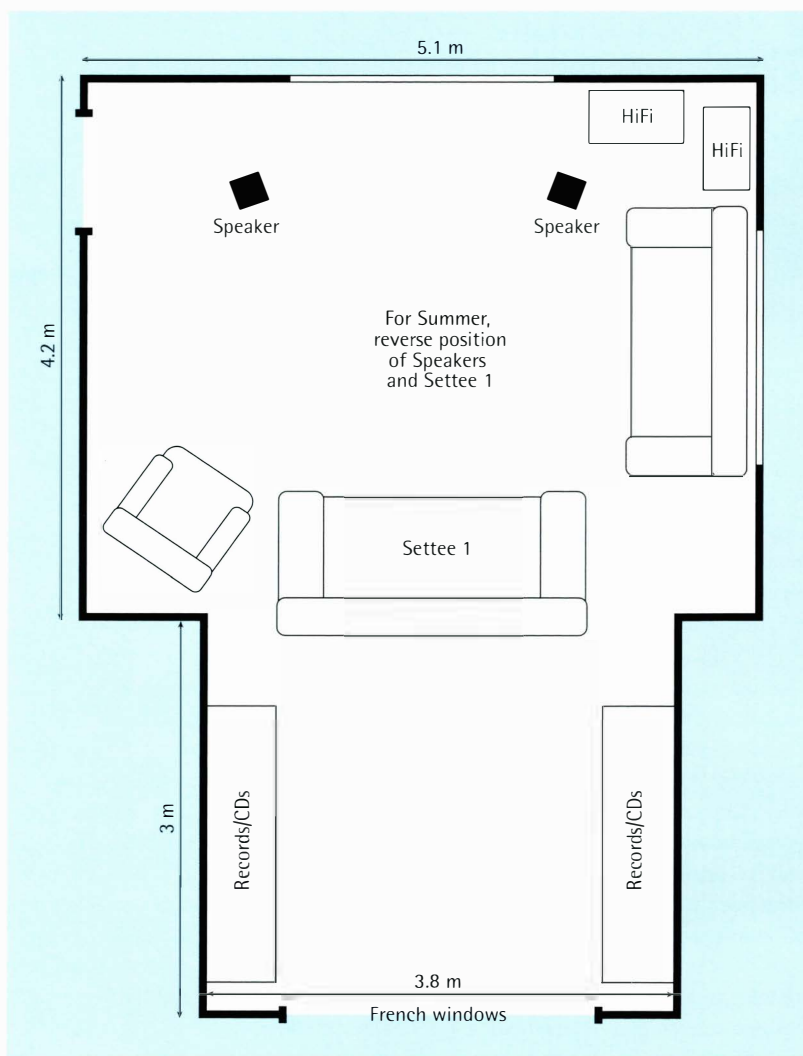 5.1 m
HiFi
HiFi
Speaker
Speaker
4.2 m
For Summer,
reverse position
of Speakers
and Settee 1
Settee 1
3 m
Records/CDs
Records/CDs
3.8 m
French windows